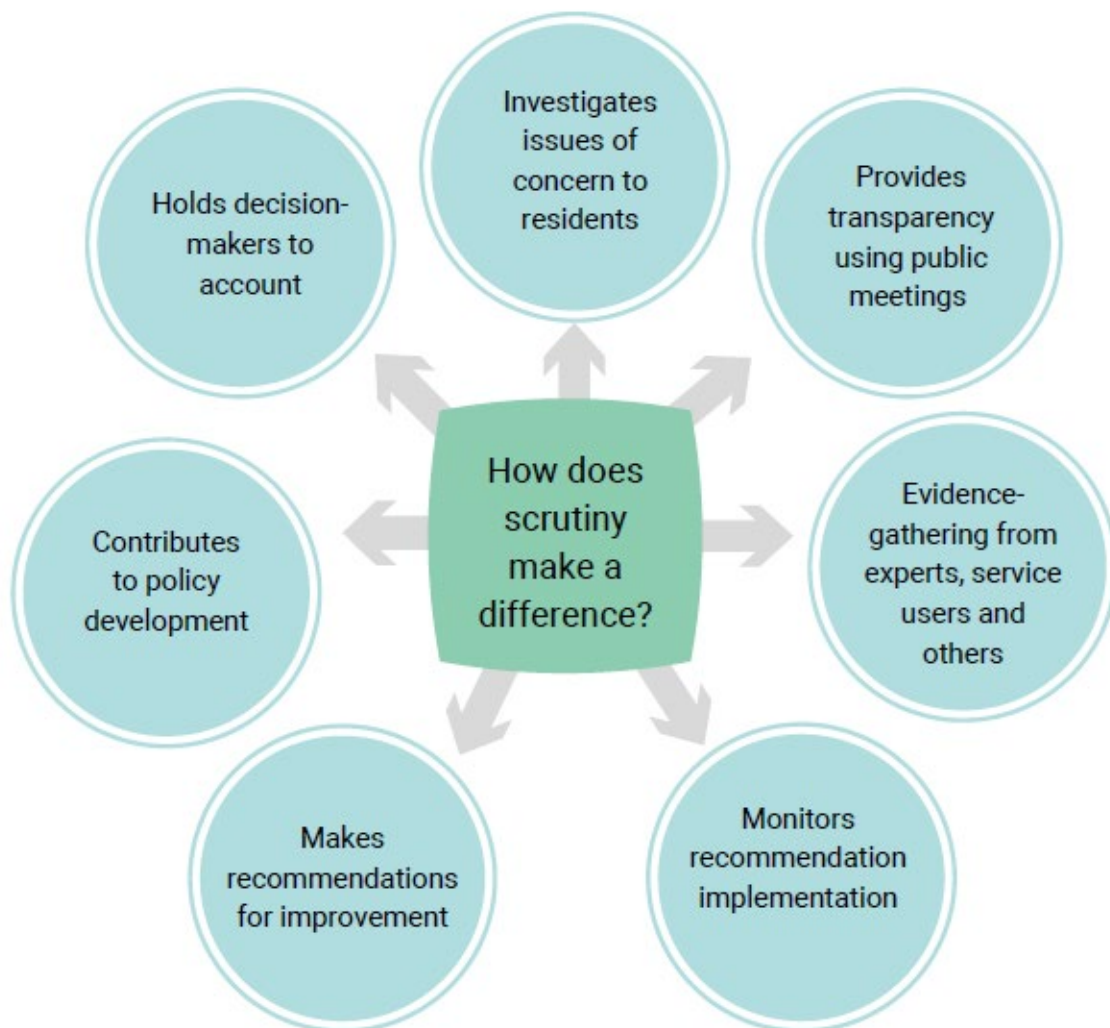 Investigates
issues of
concern to
residents
Provides
transparency
using public
meetings
Evidence-
gathering from
experts, service
users and
others
Monitors
recommendation
implementation
Makes
recommendations
for improvement
Contributes
to policy
development
Holds decision-
makers to
account
How does
scrutiny
make a
difference?